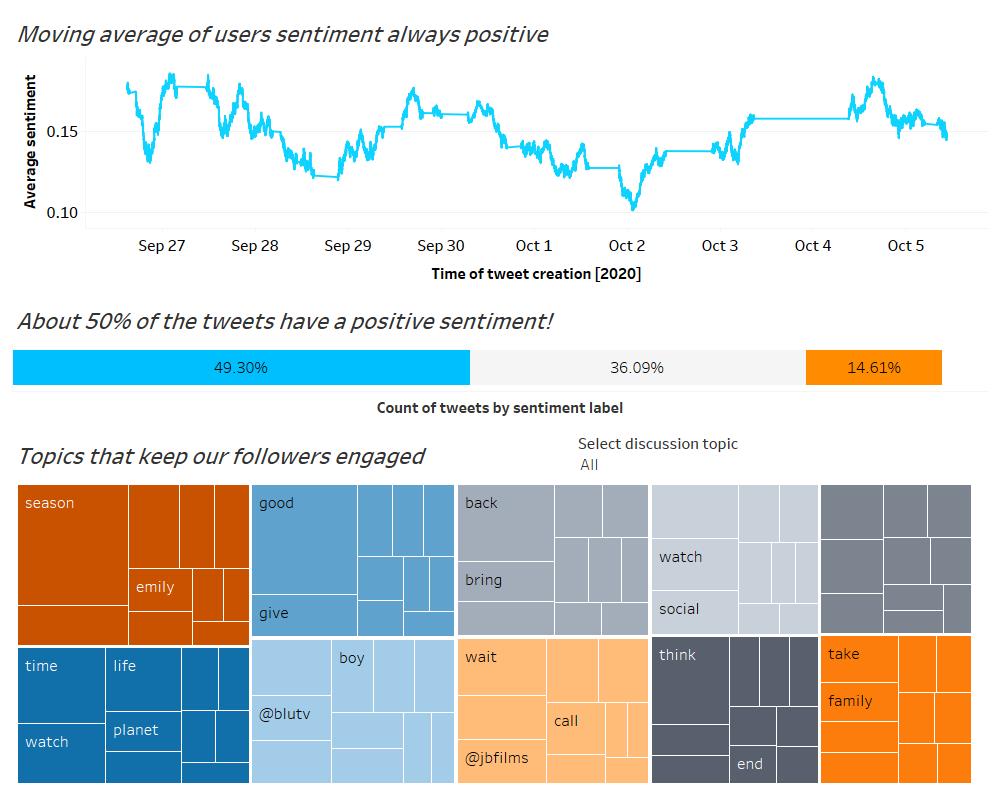 Moving average of users sentiment always positive
Average sentiment
0.15
0.10
Sep 27 Sep 28 Sep 29 Sep 30 Oct 1 Oct 2 Oct 3 Oct 4 Oct 5
Time of tweet creation [2020]
About 50% of the tweets have a positive sentiment!
49.30% 36.09% 14.61%
Count of tweets by sentiment label
Topics that keep our followers engaged
Select discussion topic
All
season
emily
good
give
back
bring
watch
social
time
life
watch
planet
boy
@blutv
wait
call
@jbfilms
think
end
take
family